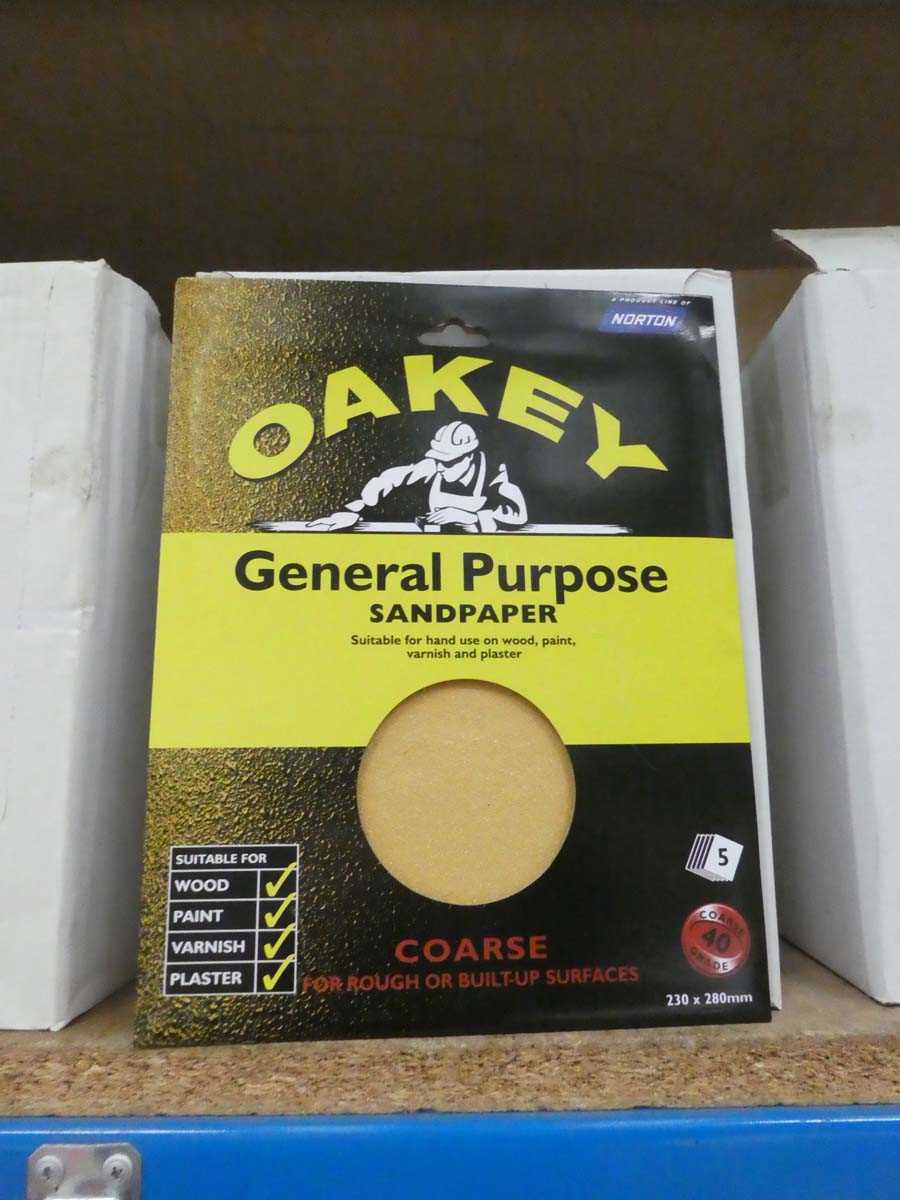 A PRODUCT LINE OF
NORTON
OAKEY
General Purpose
SANDPAPER
Suitable for hand use on wood, paint,
varnish and plaster
SUITABLE FOR
WOOD
PAINT
VARNISH
PLASTER
5
COARSE
FOR ROUGH OR BUILT-UP SURFACES
COARSE
40
GRADE
230 x 280mm